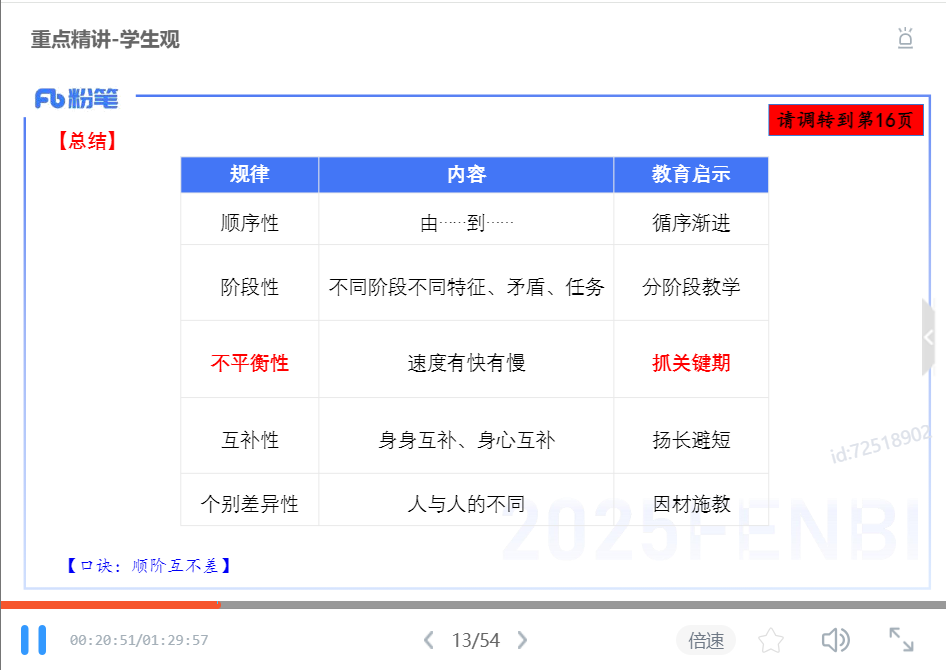 重点精讲-学生观
粉笔
请调转到第16页
【总结】
规律 内容 教育启示
顺序性 由……到…… 循序渐进
阶段性 不同阶段不同特征、矛盾、任务 分阶段教学
不平衡性 速度有快有慢 抓关键期
互补性 身身互补、身心互补 扬长避短
id:72518902
个别差异性 人与人的不同 因材施教
2025FENBI
【口诀：顺阶互不差】
00:20:51/01:29:57
13/54
倍速